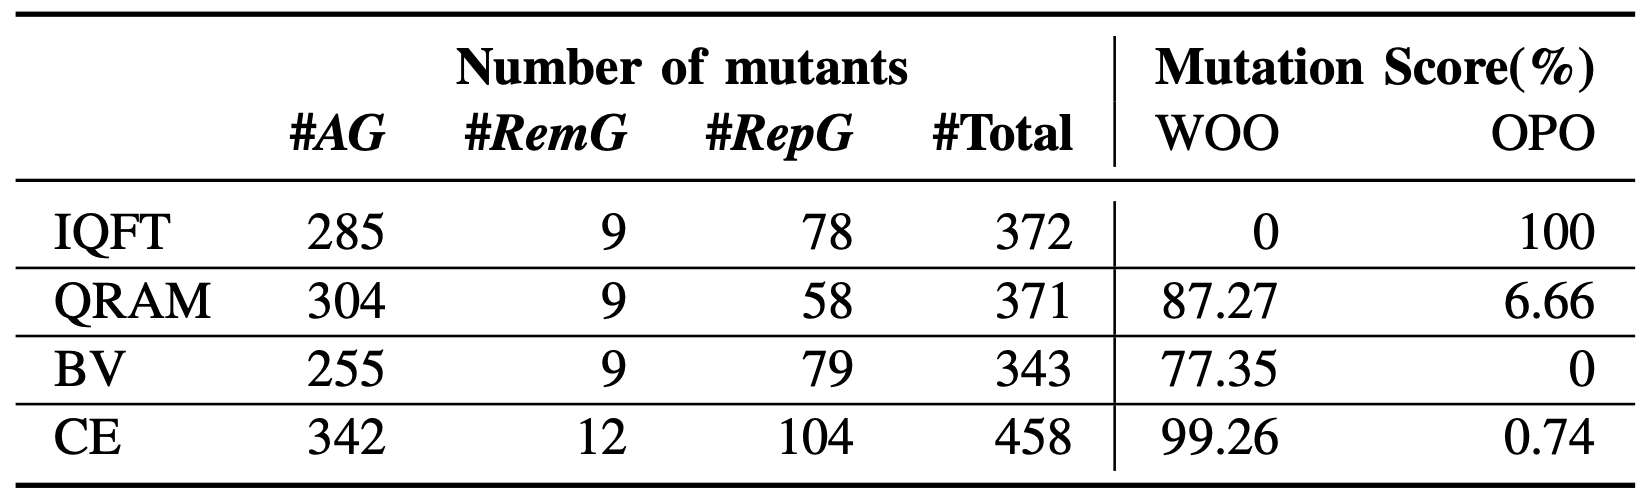 Number of mutants Mutation Score(%)
#AG #RemG #RepG #Total WOO OPO
IQFT 285 9 78 372 0 100
QRAM 304 9 58 371 87.27 6.66
BV 255 9 79 343 77.35 0
CE 342 12 104 458 99.26 0.74